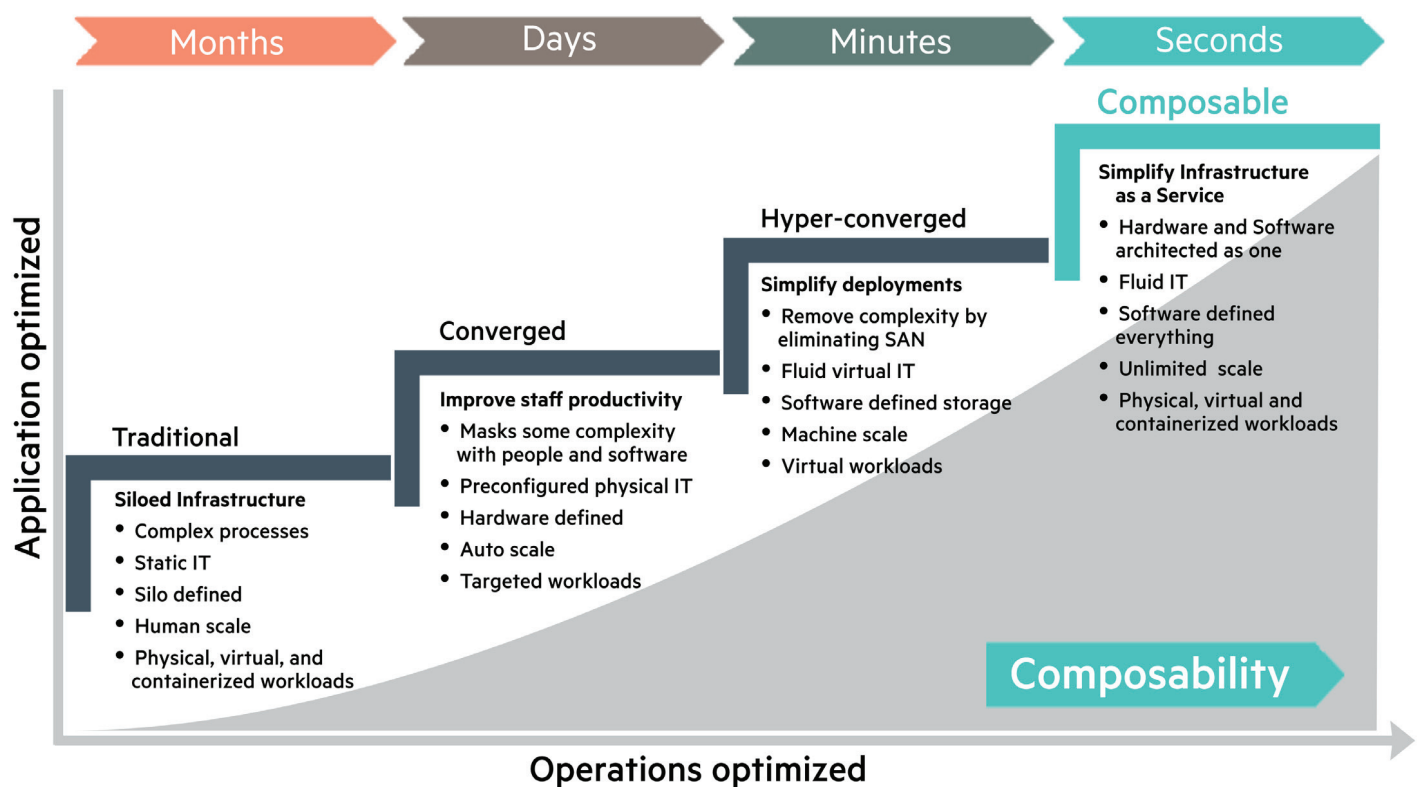 Months
Days
Minutes
Seconds
Composable
Simplify Infrastructure
as a Service
• Hardware and Software
architected as one
• Fluid IT
• Software defined
everything
• Unlimited scale
• Physical, virtual and
containerized workloads
Hyper-converged
Simplify deployments
• Remove complexity by
eliminating SAN
• Fluid virtual IT
• Software defined storage
• Machine scale
• Virtual workloads
Converged
Improve staff productivity
• Masks some complexity
with people and software
• Preconfigured physical IT
• Hardware defined
• Auto scale
• Targeted workloads
Traditional
Siloed Infrastructure
• Complex processes
• Static IT
• Silo defined
• Human scale
• Physical, virtual, and
containerized workloads
Application optimized
Composability
Operations optimized